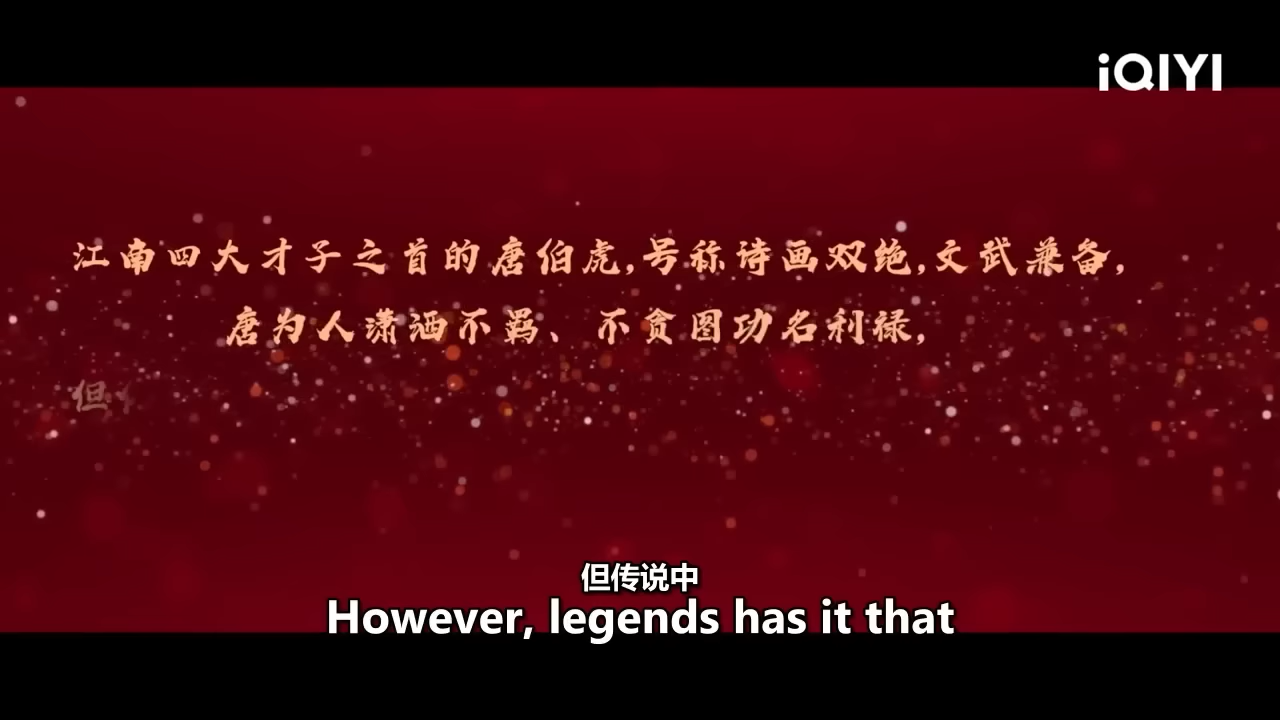 iQIYI
江南四大才子之首的唐伯虎,号称诗画双绝,文武兼备,
唐为人潇洒不羁、不贪图功名利禄,
但
但传说中
However, legends has it that